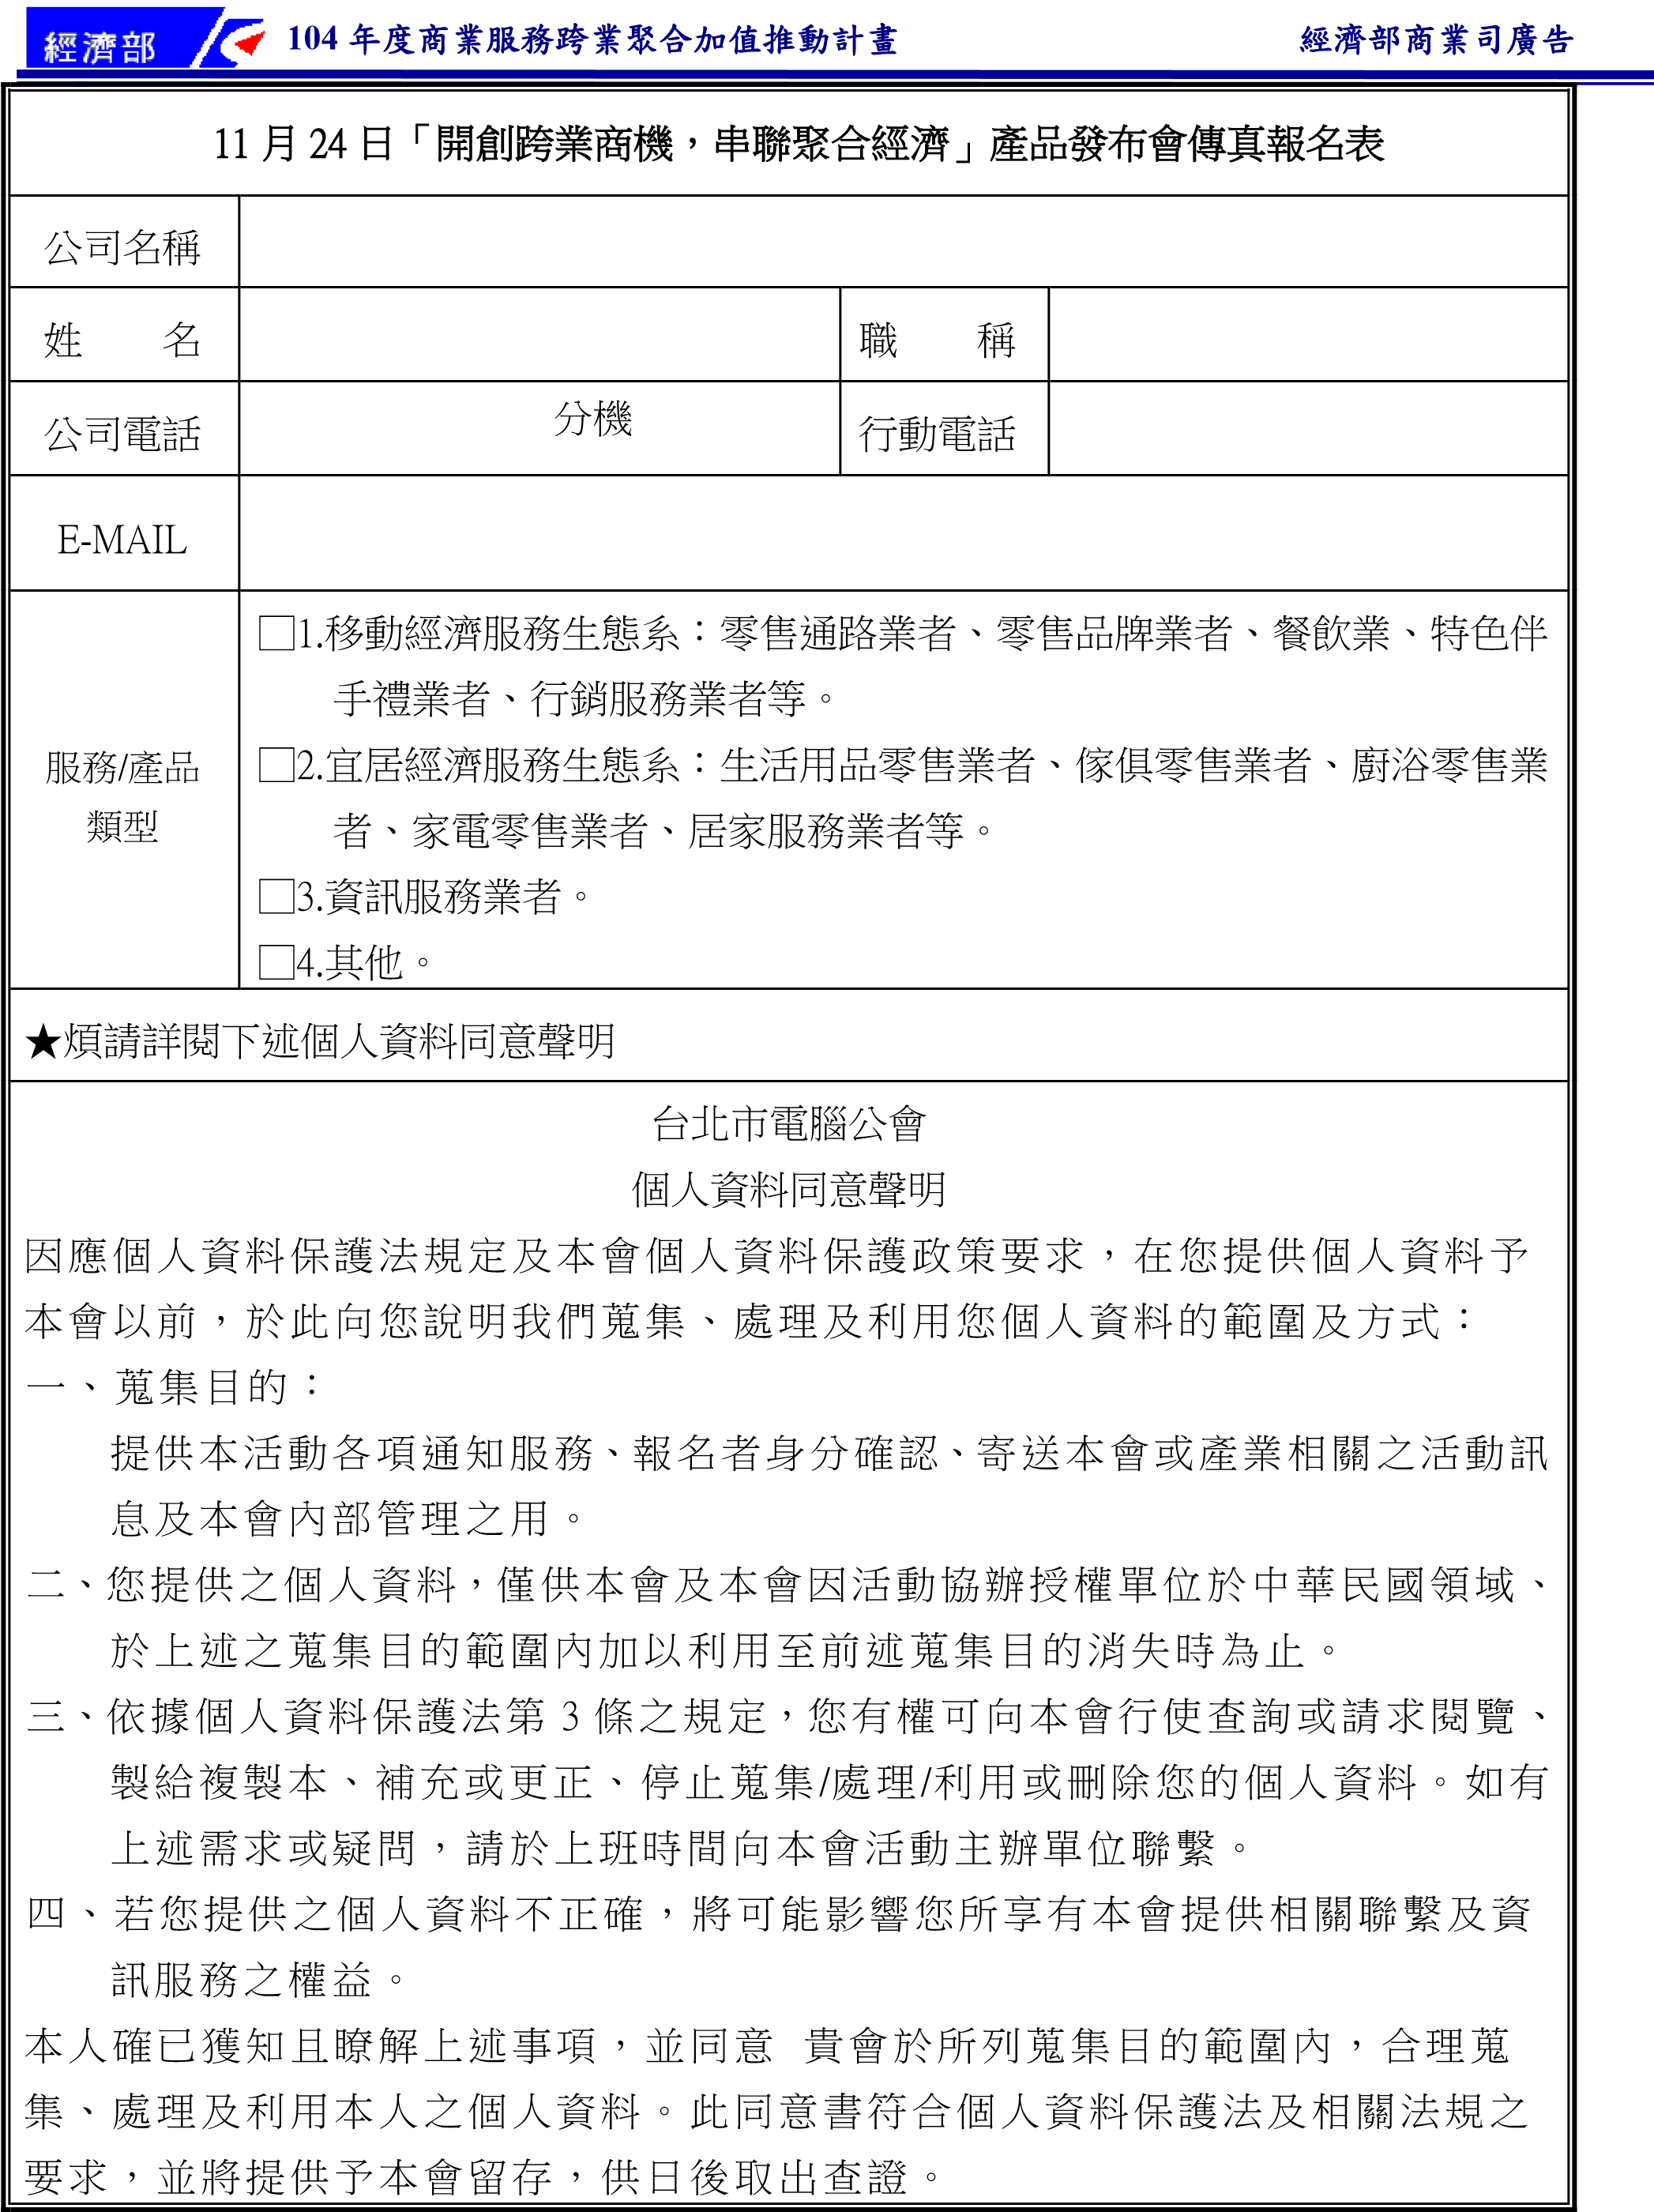 經濟部 104 年度商業服務跨業聚合加值推動計畫 經濟部商業司廣告
11 月 24 日「開創跨業商機，串聯聚合經濟」產品發布會傳真報名表
公司名稱
姓　　名 職　　稱
公司電話 分機 行動電話
E-MAIL
服務/產品
類型
□1.移動經濟服務生態系：零售通路業者、零售品牌業者、餐飲業、特色伴
手禮業者、行銷服務業者等。
□2.宜居經濟服務生態系：生活用品零售業者、傢俱零售業者、廚浴零售業
者、家電零售業者、居家服務業者等。
□3.資訊服務業者。
□4.其他。
★煩請詳閱下述個人資料同意聲明
台北市電腦公會
個人資料同意聲明
因應個人資料保護法規定及本會個人資料保護政策要求，在您提供個人資料予
本會以前，於此向您說明我們蒐集、處理及利用您個人資料的範圍及方式：
一、蒐集目的：
提供本活動各項通知服務、報名者身分確認、寄送本會或產業相關之活動訊
息及本會內部管理之用。
二、您提供之個人資料，僅供本會及本會因活動協辦授權單位於中華民國領域、
於上述之蒐集目的範圍內加以利用至前述蒐集目的消失時為止。
三、依據個人資料保護法第 3 條之規定，您有權可向本會行使查詢或請求閱覽、
製給複製本、補充或更正、停止蒐集/處理/利用或刪除您的個人資料。如有
上述需求或疑問，請於上班時間向本會活動主辦單位聯繫。
四、若您提供之個人資料不正確，將可能影響您所享有本會提供相關聯繫及資
訊服務之權益。
本人確已獲知且瞭解上述事項，並同意　貴會於所列蒐集目的範圍內，合理蒐
集、處理及利用本人之個人資料。此同意書符合個人資料保護法及相關法規之
要求，並將提供予本會留存，供日後取出查證。